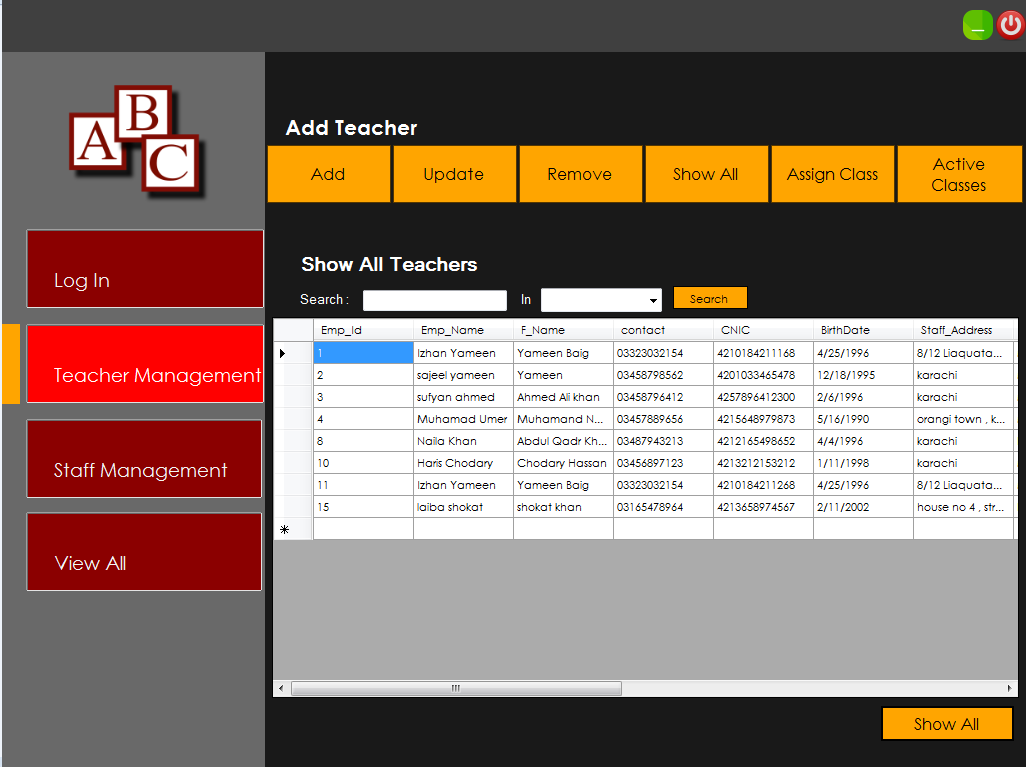 A B C
Add Teacher
Add Update Remove Show All Assign Class Active Classes
Log In
Teacher Management
Staff Management
View All
Show All Teachers
Search : In Search
Emp_Id Emp_Name F_Name contact CNIC BirthDate Staff_Address
1 Izhan Yameen Yameen Baig 03323032154 4210184211168 4/25/1996 8/12 Liaquata...
2 sajeel yameen Yameen 03458798562 4201033465478 12/18/1995 karachi
3 sufyan ahmed Ahmed Ali khan 03458796412 4257896412300 2/6/1996 karachi
4 Muhamad Umer Muhamand N... 03457889656 4215648979873 5/16/1990 orangi town , k...
8 Naila Khan Abdul Qadr Kh... 03487943213 4212165498652 4/4/1996 karachi
10 Haris Chodary Chodary Hassan 03456897123 4213212153212 1/11/1998 karachi
11 Izhan Yameen Yameen Baig 03323032154 4210184211268 4/25/1996 8/12 Liaquata...
15 laiba shokat shokat khan 03165478964 4213658974567 2/11/2002 house no 4 , str...
Show All